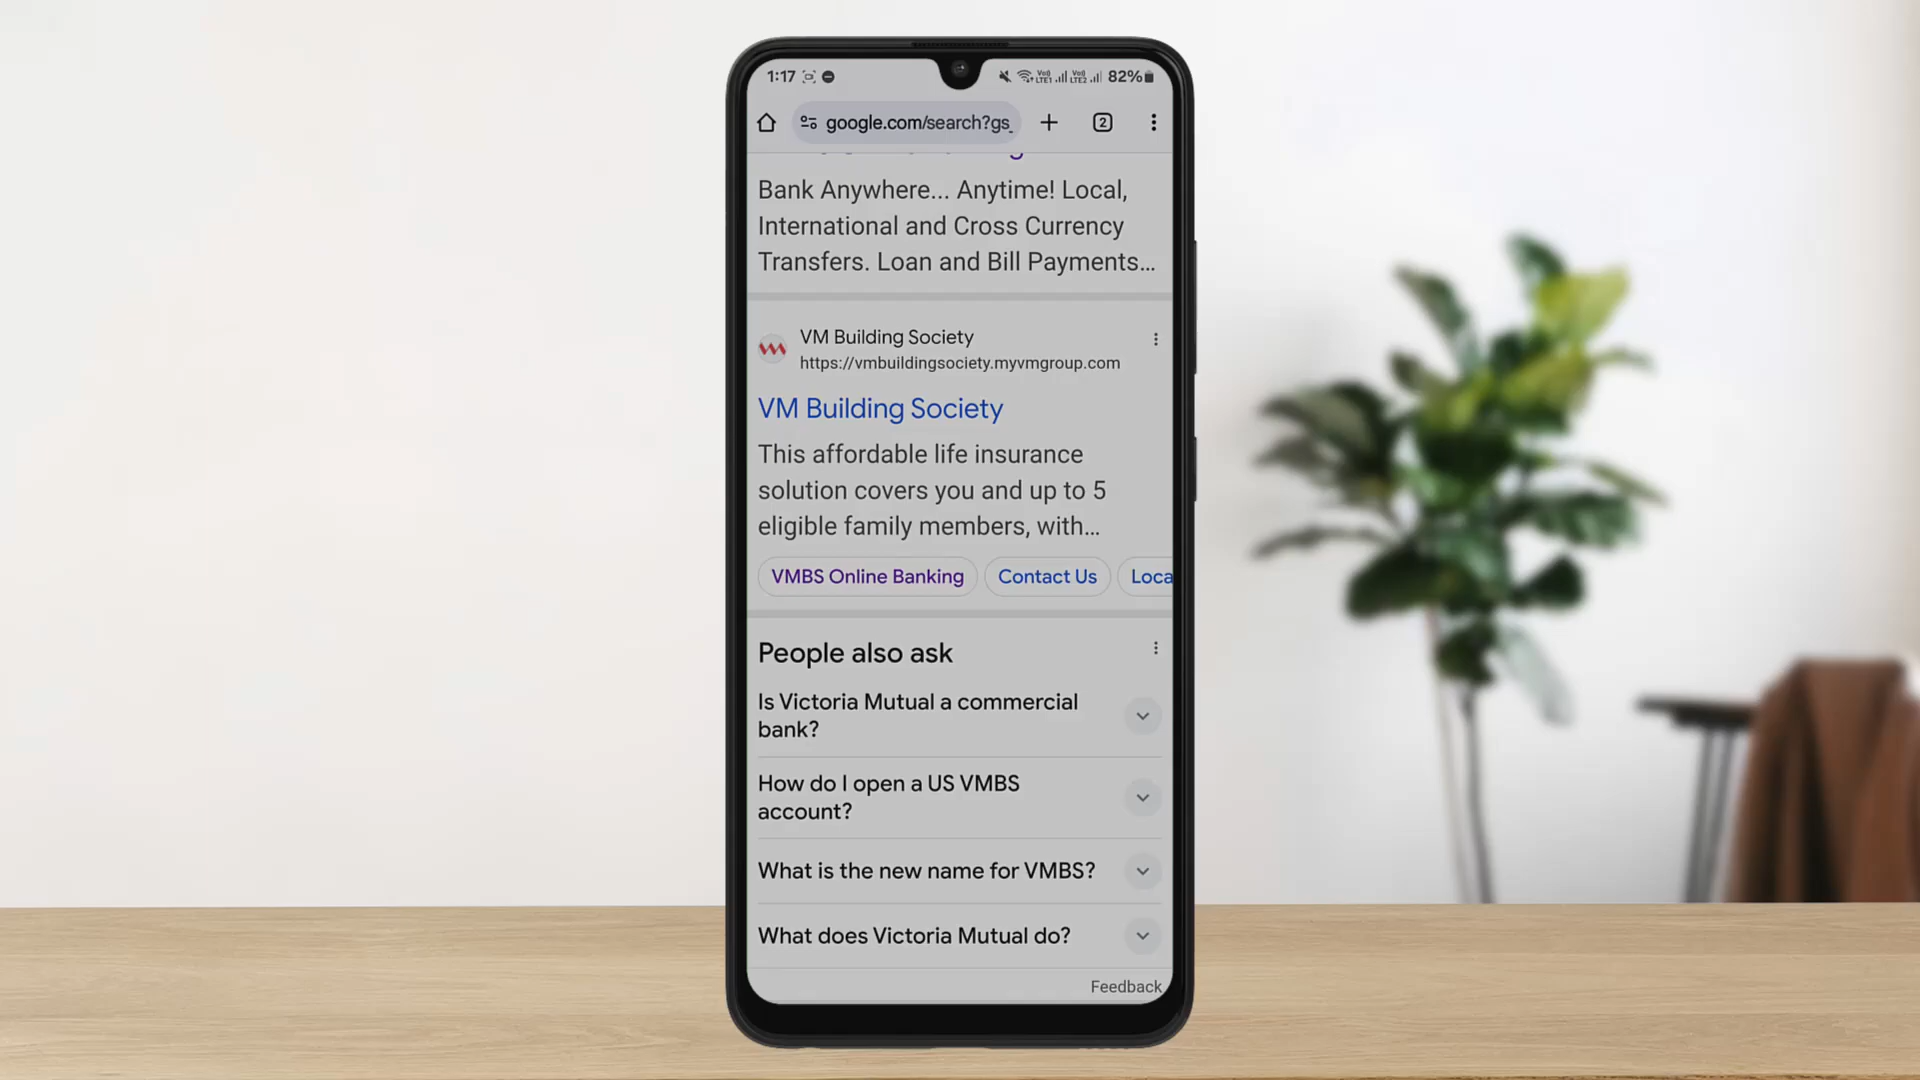 1:17 82%
google.com/search?gs_ 2
Bank Anywhere... Anytime! Local,
International and Cross Currency
Transfers. Loan and Bill Payments...
VM Building Society
https://vmbuildingsociety.myvmgroup.com
VM Building Society
This affordable life insurance
solution covers you and up to 5
eligible family members, with...
VMBS Online Banking Contact Us Loca
People also ask
Is Victoria Mutual a commercial
bank?
How do I open a US VMBS
account?
What is the new name for VMBS?
What does Victoria Mutual do?
Feedback